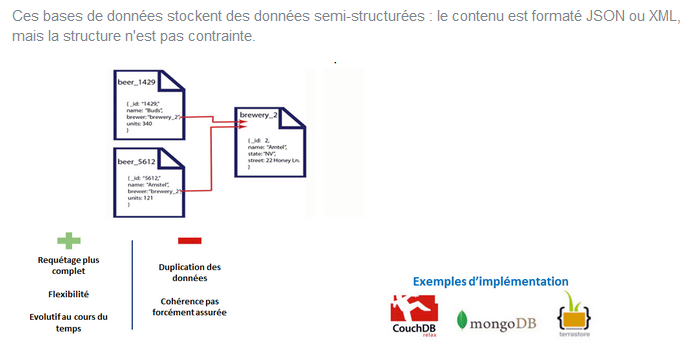 Ces bases de données stockent des données semi-structurées : le contenu est formaté JSON ou XML,
mais la structure n'est pas contrainte.
beer_1429
{ _id: "1429,"
name: "Buds",
brewer: "brewery_2",
units: 340
}
brewery_2
{ _id: 2,
name: "Amtel",
state: "NV",
street: 22 Honey Ln.
}
beer_5612
{ _id: "5612,"
name: "Amstel",
brewer: "brewery_2"
units: 121
}
Requêtage plus
complet
Flexibilité
Evolutif au cours du
temps
Duplication des
données
Cohérence pas
forcément assurée
Exemples d'implémentation
CouchDB
relax
mongoDB
terrastore